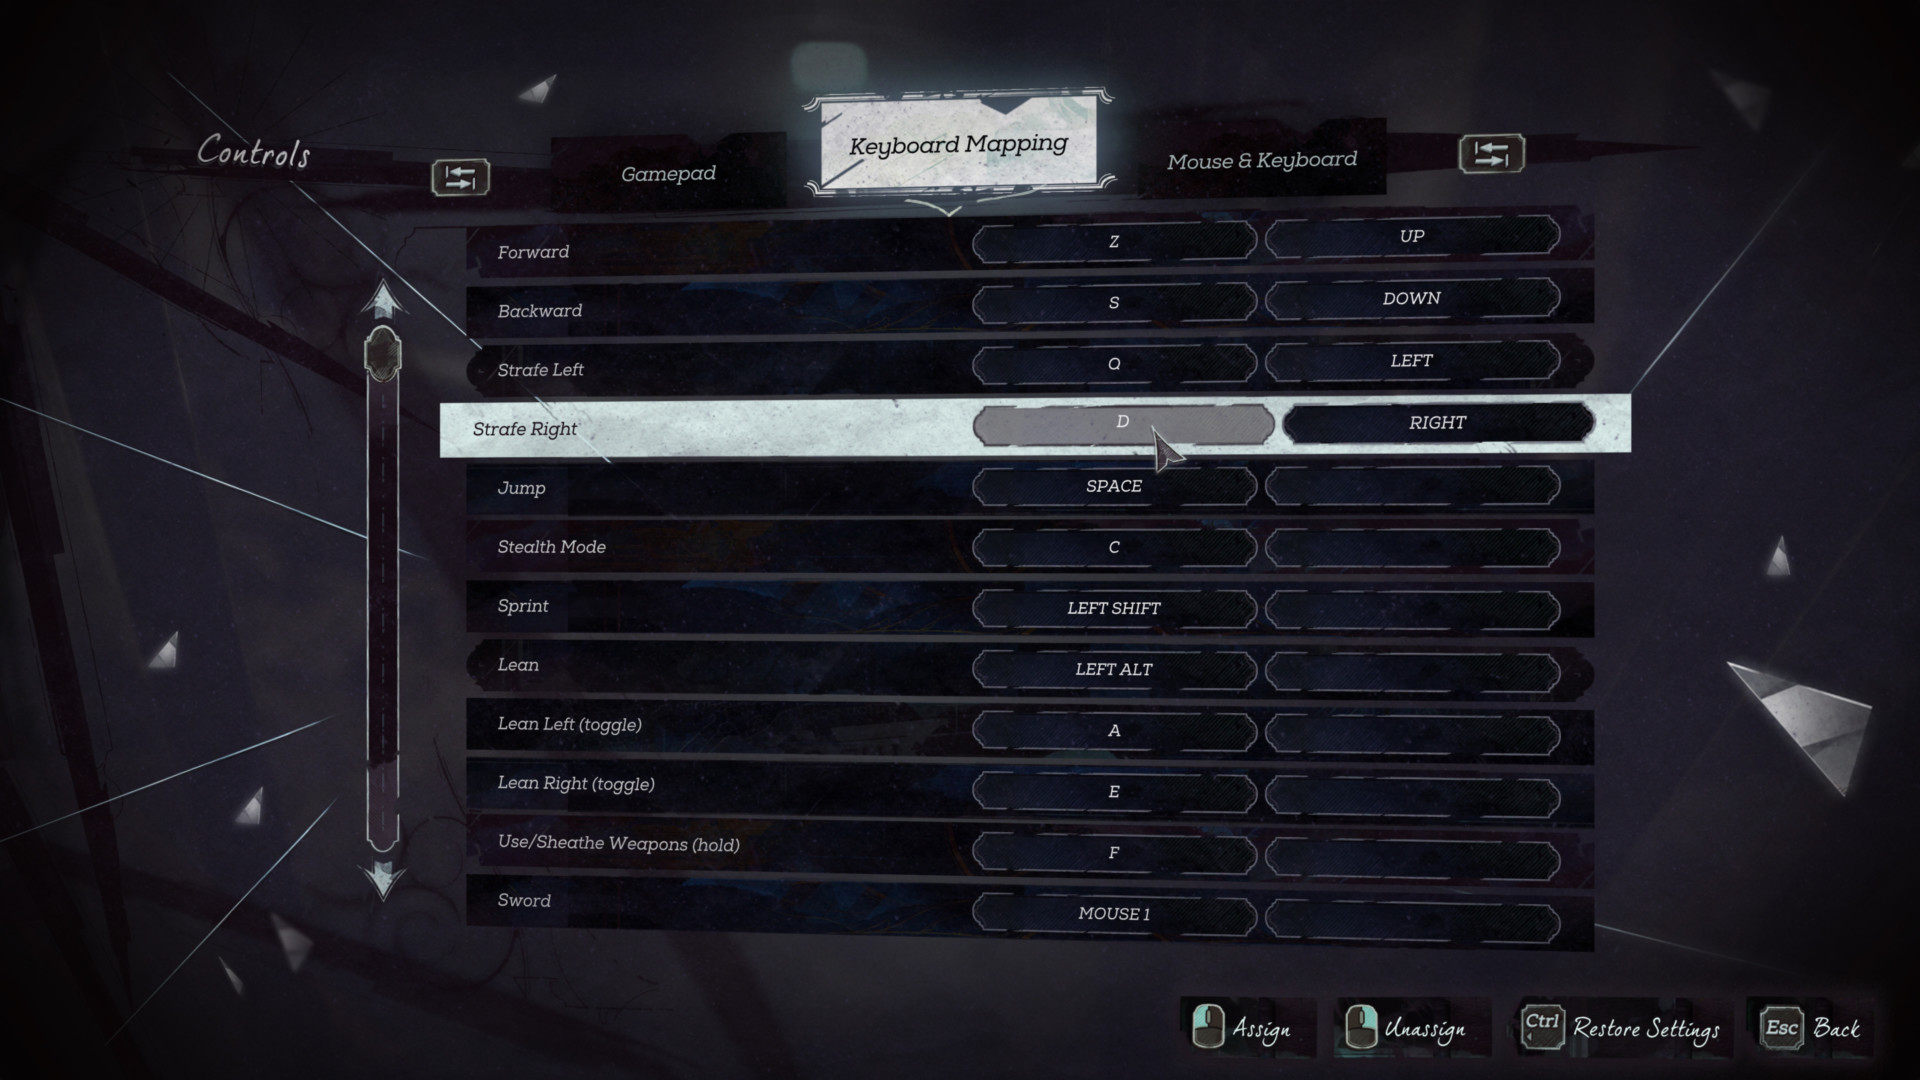 Controls
Gamepad
Keyboard Mapping
Mouse & Keyboard
Forward Z UP
Backward S DOWN
Strafe Left Q LEFT
Strafe Right D RIGHT
Jump SPACE
Stealth Mode C
Sprint LEFT SHIFT
Lean LEFT ALT
Lean Left (toggle) A
Lean Right (toggle) E
Use/Sheathe Weapons (hold) F
Sword MOUSE 1
Assign Unassign Ctrl Restore Settings Esc Back